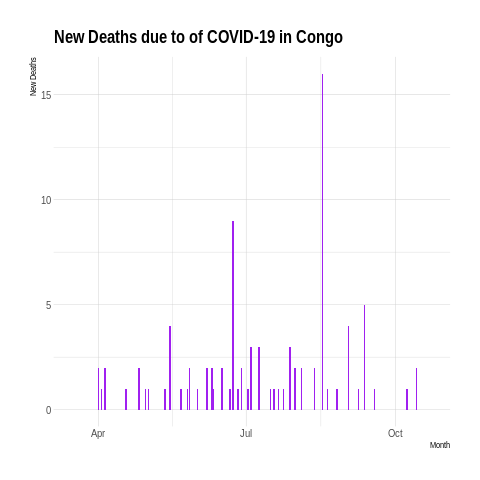 New Deaths due to of COVID-19 in Congo
New Deaths
15
10
5
0
Apr
Jul
Oct
Month